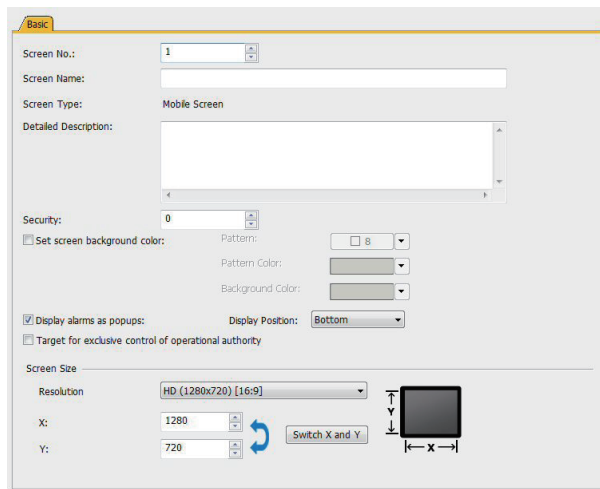 Basic
Screen No.: 1
Screen Name:
Screen Type: Mobile Screen
Detailed Description:
Security: 0
Set screen background color: Pattern: 8
Pattern Color:
Background Color:
Display alarms as popups: Display Position: Bottom
Target for exclusive control of operational authority
Screen Size
Resolution HD (1280x720) [16:9]
X: 1280
Y: 720
Switch X and Y
Y
X